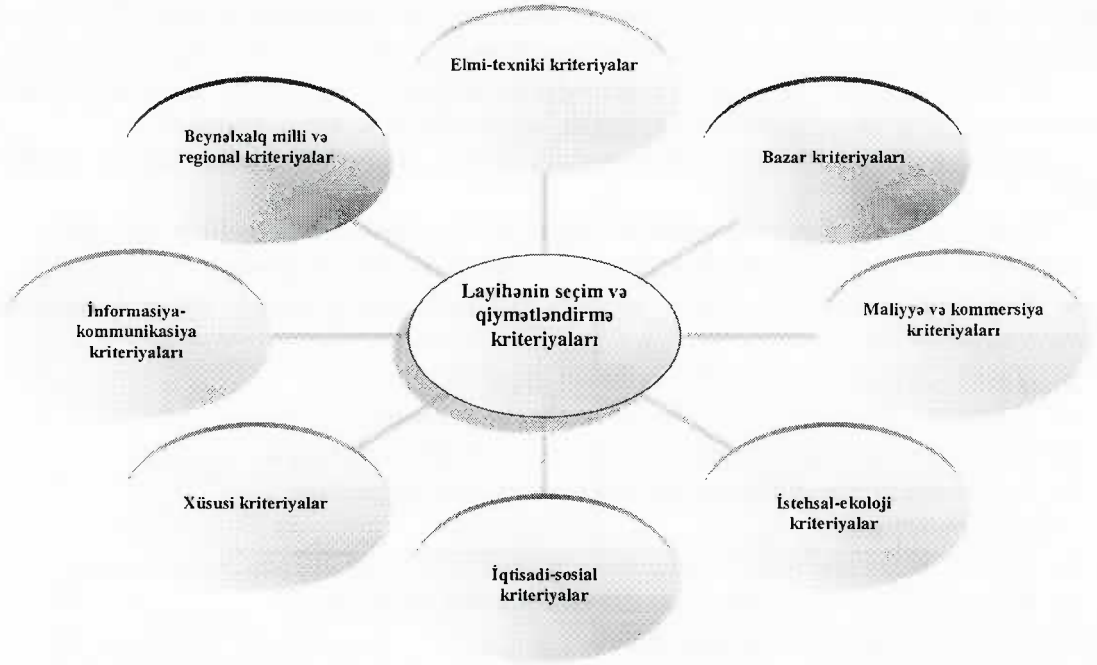 Elmi-texniki kriteriyalar
Beynəlxalq milli və
regional kriteriyalar
Bazar kriteriyaları
Layihənin seçim və
qiymətləndirmə
kriteriyaları
İnformasiya-
kommunikasiya
kriteriyaları
Maliyyə və kommersiya
kriteriyaları
Xüsusi kriteriyalar
İstehsal-ekoloji
kriteriyalar
İqtisadi-sosial
kriteriyalar